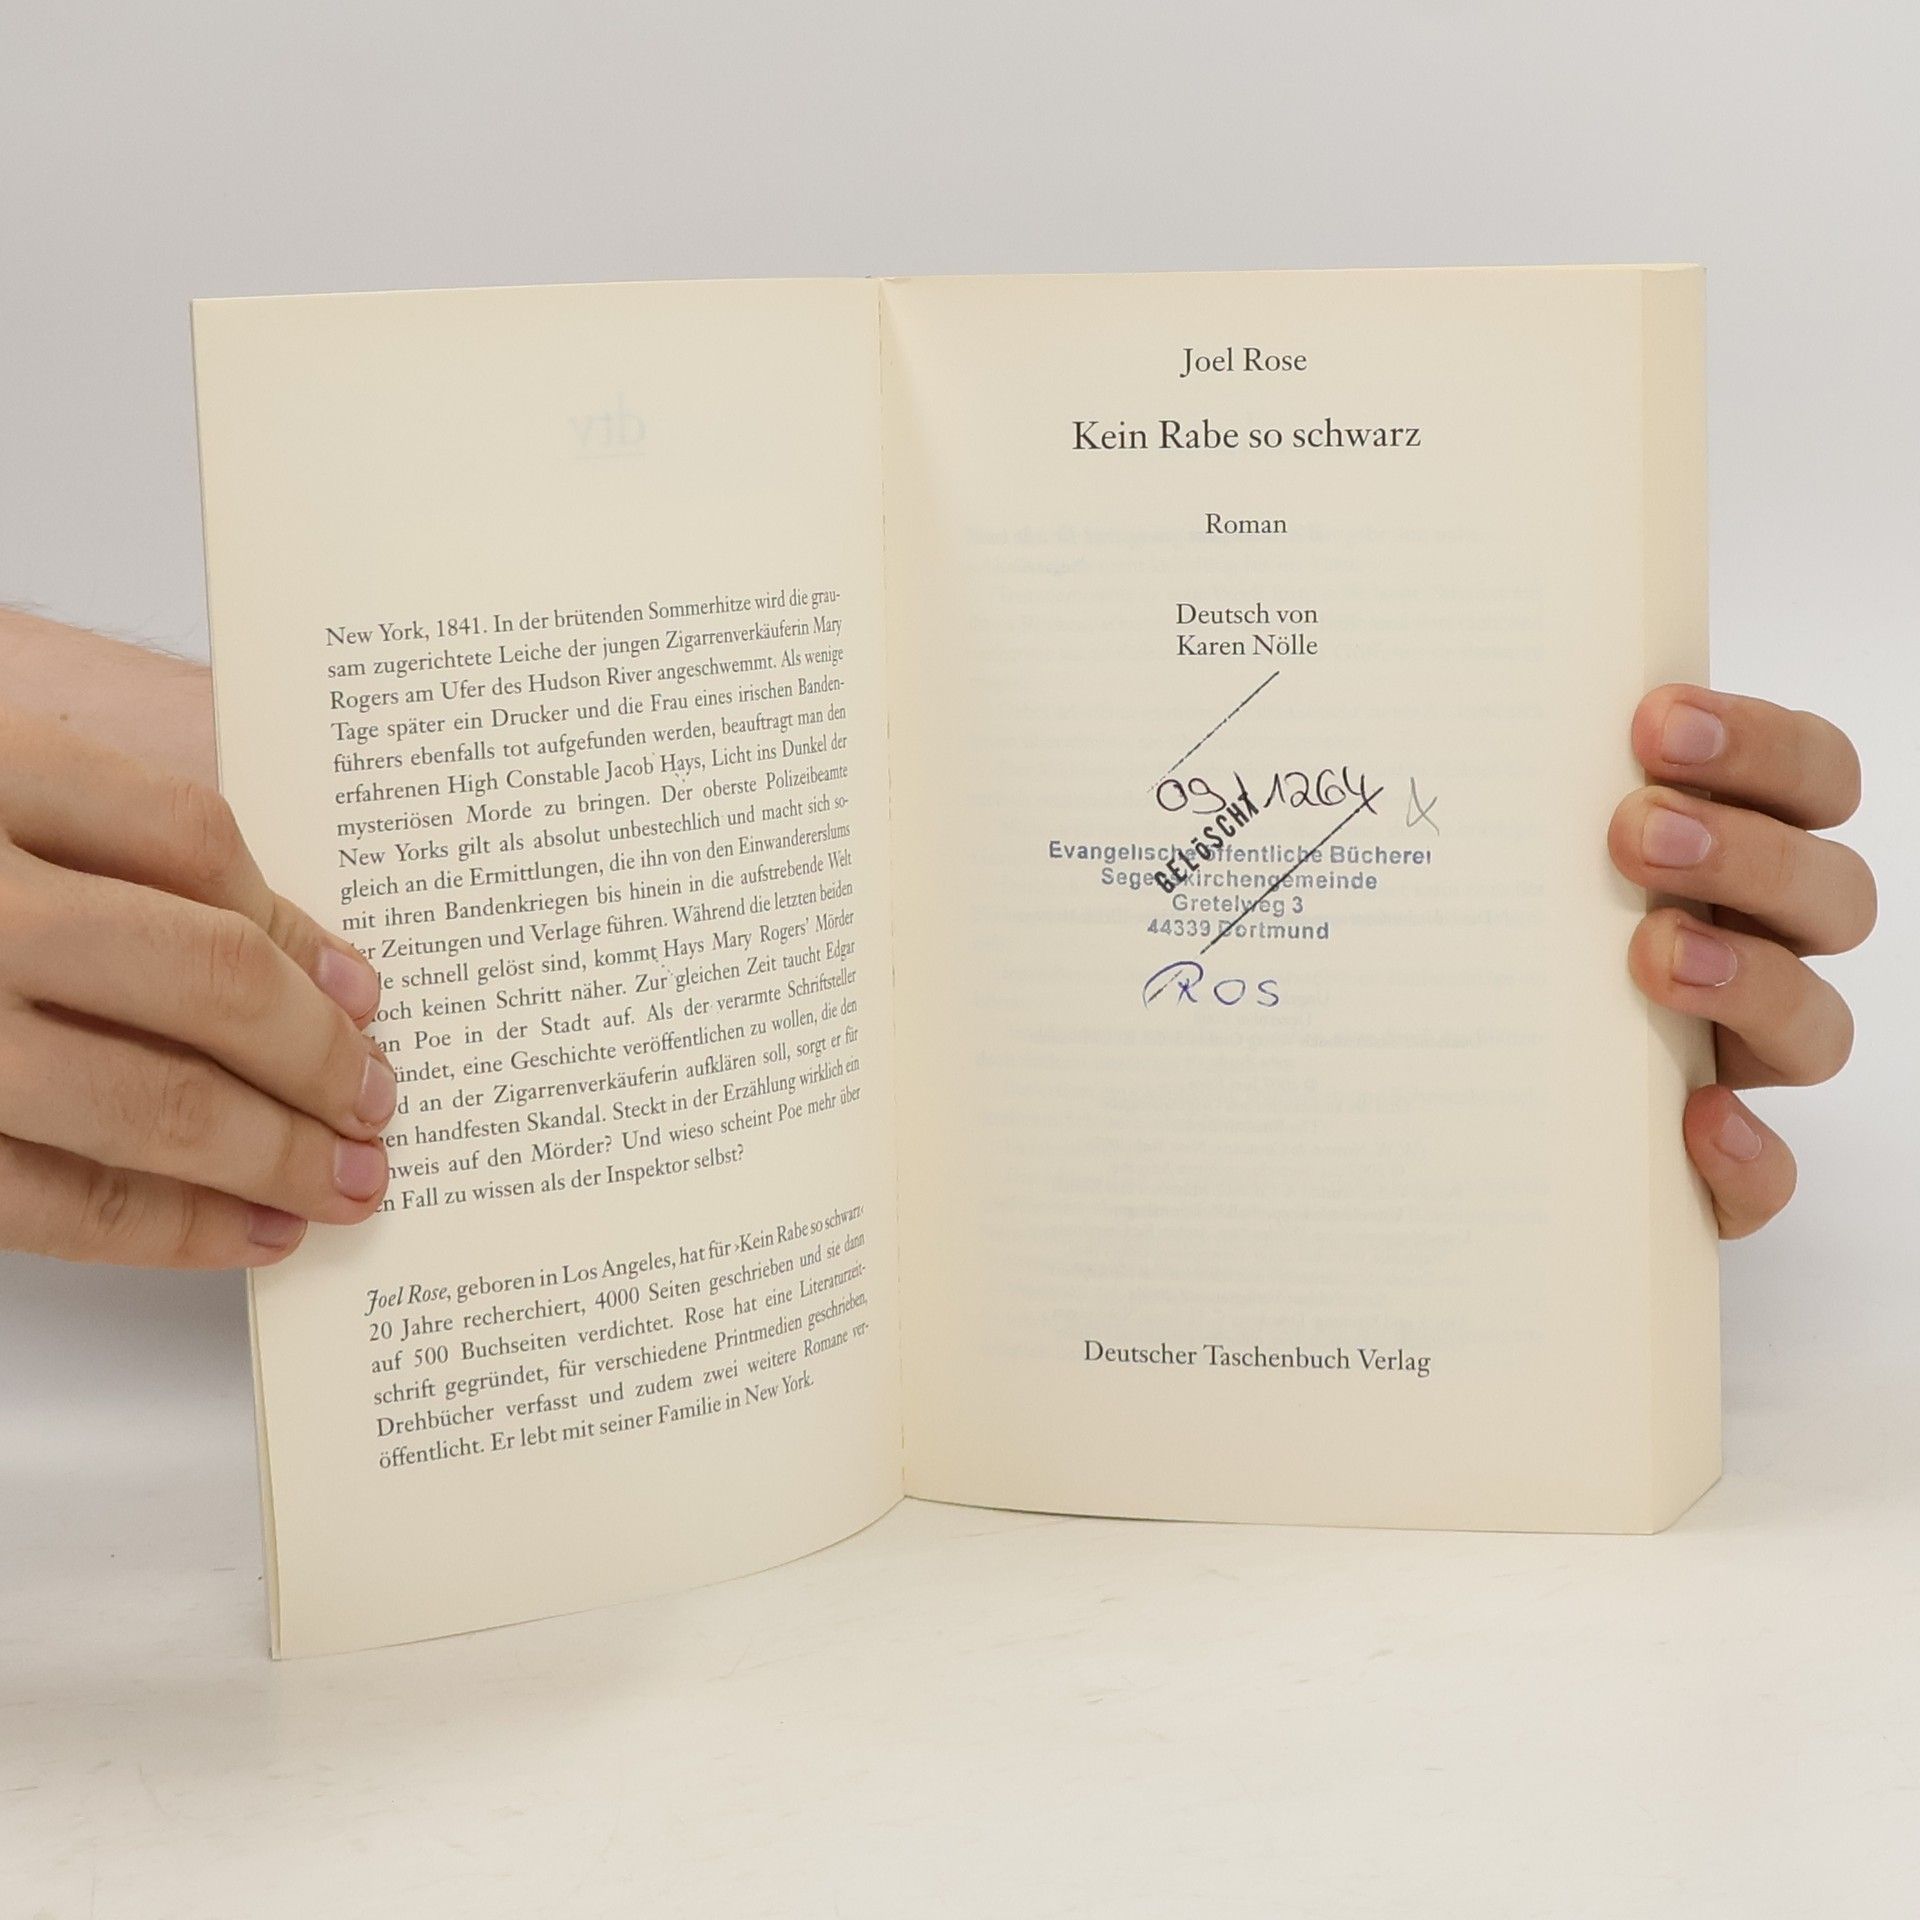 New York, 1841. In der brütenden Sommerhitze wird die grau-
sam zugerichtete Leiche der jungen Zigarrenverkäuferin Mary
Rogers am Ufer des Hudson River angeschwemmt. Als wenige
Tage später ein Drucker und die Frau eines irischen Banden-
führers ebenfalls tot aufgefunden werden, beauftragt man den
erfahrenen High Constable Jacob Hays, Licht ins Dunkel der
mysteriösen Morde zu bringen. Der oberste Polizeibeamte
New Yorks gilt als absolut unbestechlich und macht sich so-
gleich an die Ermittlungen, die ihn von den Einwandererslums
mit ihren Bandenkriegen bis hinein in die aufstrebende Welt
er Zeitungen und Verlage führen. Während die letzten beiden
le schnell gelöst sind, kommt Hays Mary Rogers' Mörder
och keinen Schritt näher. Zur gleichen Zeit taucht Edgar
an Poe in der Stadt auf. Als der verarmte Schriftsteller
ündet, eine Geschichte veröffentlichen zu wollen, die den
d an der Zigarrenverkäuferin aufklären soll, sorgt er für
en handfesten Skandal. Steckt in der Erzählung wirklich ein
nweis auf den Mörder? Und wieso scheint Poe mehr über
en Fall zu wissen als der Inspektor selbst?
Joel Rose, geboren in Los Angeles, hat für ›Kein Rabe so schwarz‹
20 Jahre recherchiert, 4000 Seiten geschrieben und sie dann
auf 500 Buchseiten verdichtet. Rose hat eine Literaturzeit-
schrift gegründet, für verschiedene Printmedien geschrieben,
Drehbücher verfasst und zudem zwei weitere Romane ver-
öffentlicht. Er lebt mit seiner Familie in New York.
Joel Rose
Kein Rabe so schwarz
Roman
Deutsch von
Karen Nölle
09/1264
GELÖSCHT
Evangelische öffentliche Bücherei
Segenskirchengemeinde
Gretelweg 3
44339 Dortmund
ROS
Deutscher Taschenbuch Verlag